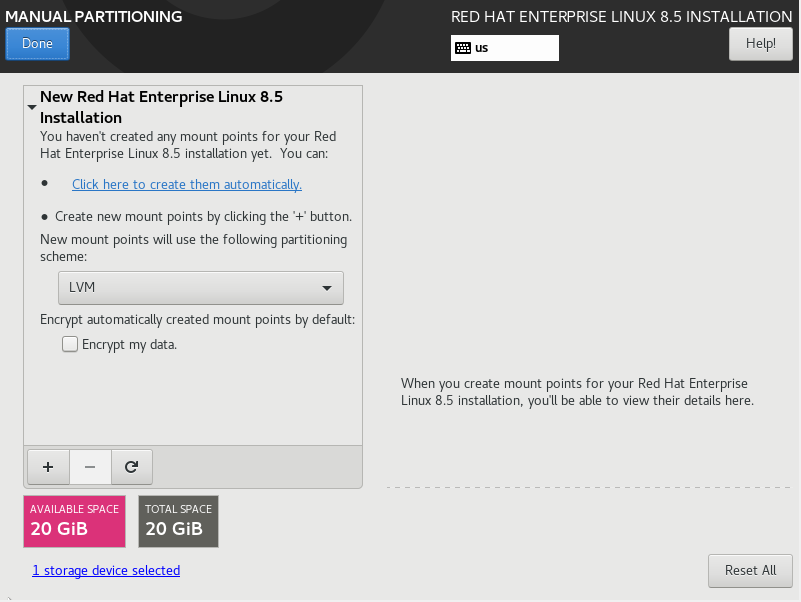 MANUAL PARTITIONING
RED HAT ENTERPRISE LINUX 8.5 INSTALLATION
Done
us
Help!
New Red Hat Enterprise Linux 8.5
Installation
You haven't created any mount points for your Red
Hat Enterprise Linux 8.5 installation yet.  You can:
• Click here to create them automatically.
• Create new mount points by clicking the '+' button.
New mount points will use the following partitioning
scheme:
LVM
Encrypt automatically created mount points by default:
Encrypt my data.
When you create mount points for your Red Hat Enterprise
Linux 8.5 installation, you'll be able to view their details here.
+ −
AVAILABLE SPACE
20 GiB
TOTAL SPACE
20 GiB
1 storage device selected
Reset All